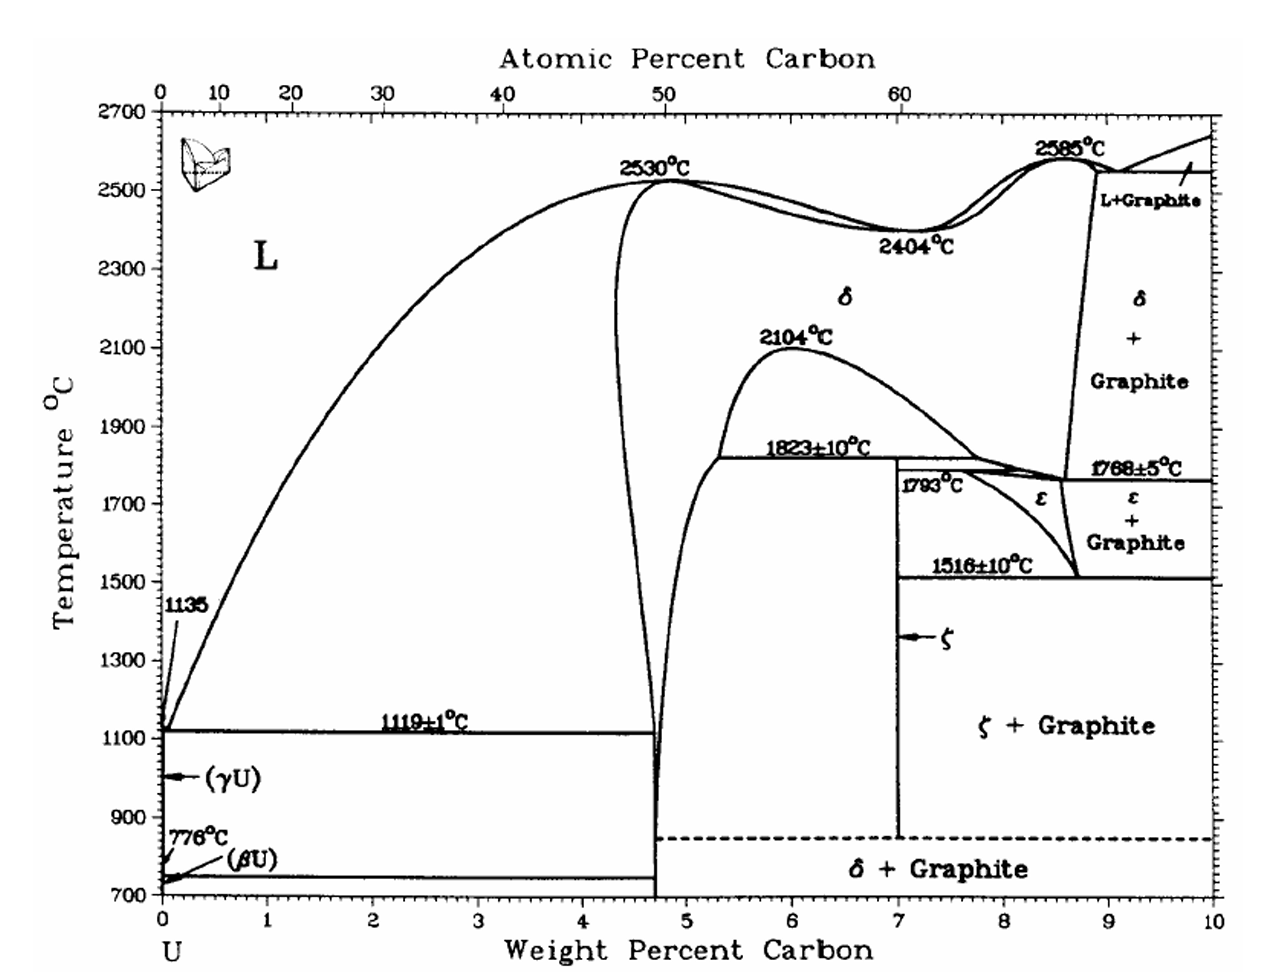 Atomic Percent Carbon
0 10 20 30 40 50 60
2700
2530°C
2585°C
2500
L+Graphite
L
2404°C
2300
δ
δ
+
Graphite
2104°C
2100
1900
1823±10°C
1768±5°C
1793°C
ε
ε
+
Graphite
1700
1516±10°C
1500
1135
ζ
1300
1119±1°C
ζ + Graphite
1100
(γU)
900
776°C
(βU)
δ + Graphite
700
Temperature °C
0 1 2 3 4 5 6 7 8 9 10
U
Weight Percent Carbon